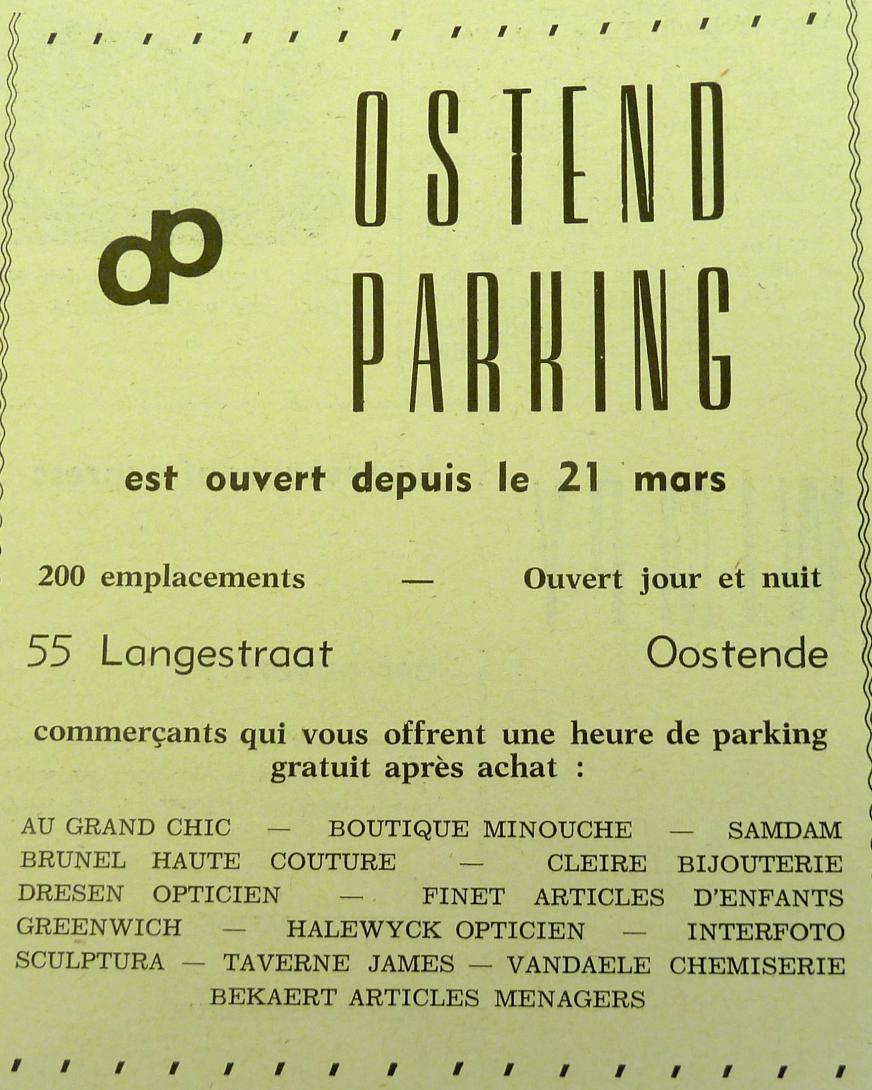 op
OSTEND
PARKING
est ouvert depuis le 21 mars
200 emplacements — Ouvert jour et nuit
55 Langestraat Oostende
commerçants qui vous offrent une heure de parking
gratuit après achat :
AU GRAND CHIC — BOUTIQUE MINOUCHE — SAMDAM
BRUNEL HAUTE COUTURE — CLEIRE BIJOUTERIE
DRESEN OPTICIEN — FINET ARTICLES D'ENFANTS
GREENWICH — HALEWYCK OPTICIEN — INTERFOTO
SCULPTURA — TAVERNE JAMES — VANDAELE CHEMISERIE
BEKAERT ARTICLES MENAGERS